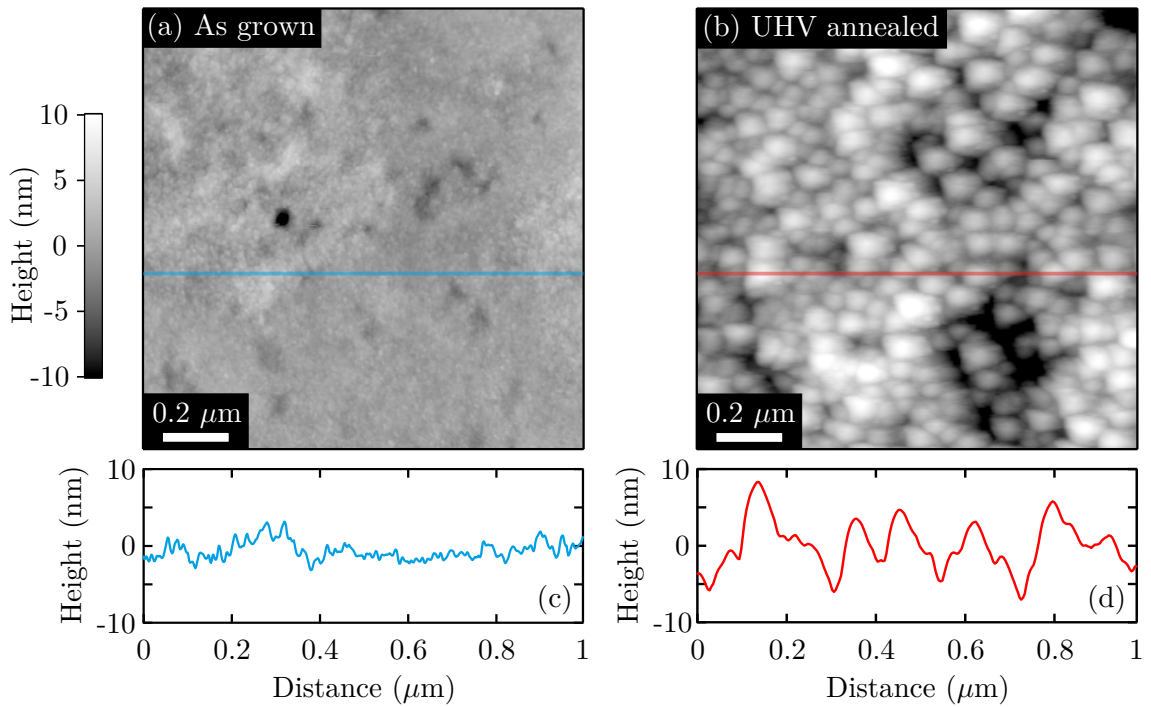 (a) As grown
(b) UHV annealed
10
5
0
-5
-10
Height (nm)
0.2 μm
0.2 μm
10
0
-10
Height (nm)
(c)
0
0.2
0.4
0.6
0.8
1
Distance (μm)
10
0
-10
Height (nm)
(d)
0
0.2
0.4
0.6
0.8
1
Distance (μm)